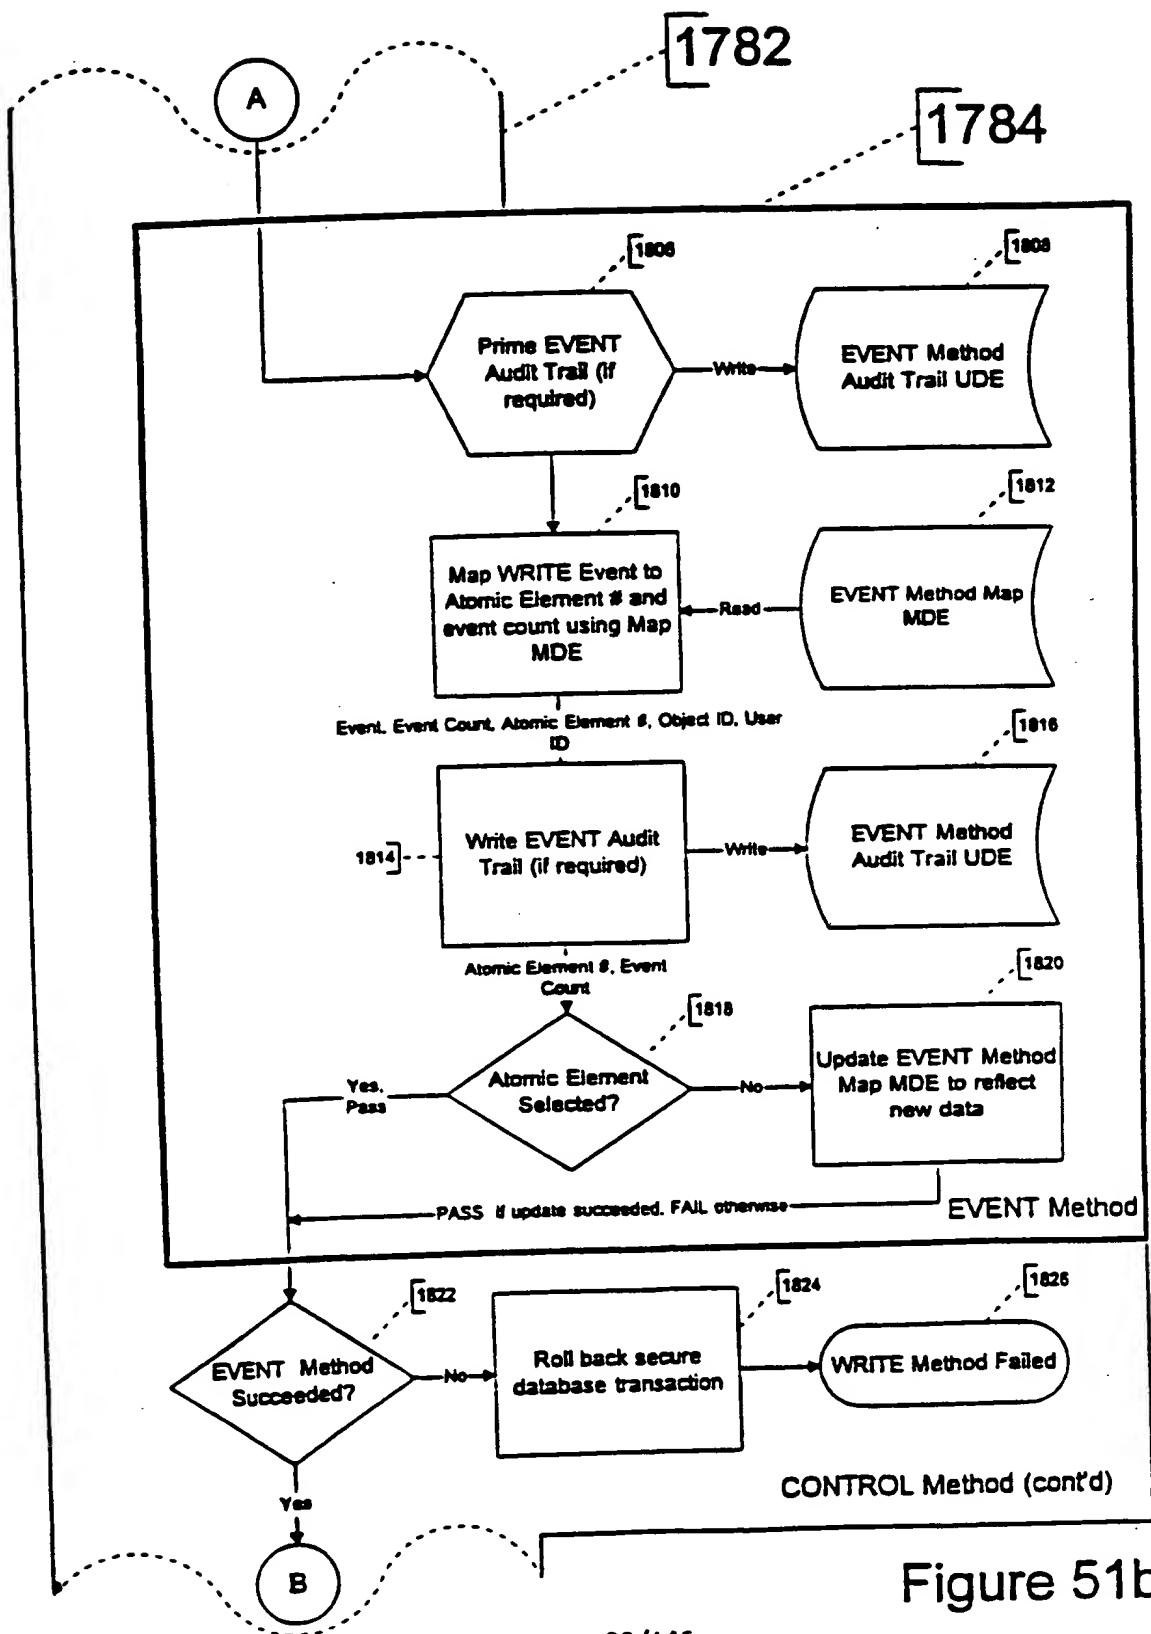 1782
A
1784
1806
1808
Prime EVENT
Audit Trail (if
required)
Write
EVENT Method
Audit Trail UDE
1810
1812
Map WRITE Event to
Atomic Element # and
event count using Map
MDE
Read
EVENT Method Map
MDE
Event, Event Count, Atomic Element #, Object ID, User
ID
1816
1814
Write EVENT Audit
Trail (if required)
Write
EVENT Method
Audit Trail UDE
Atomic Element #, Event
Count
1818
1820
Yes,
Pass
Atomic Element
Selected?
No
Update EVENT Method
Map MDE to reflect
new data
PASS if update succeeded. FAIL otherwise
EVENT Method
1822
1824
1826
EVENT Method
Succeeded?
No
Roll back secure
database transaction
WRITE Method Failed
CONTROL Method (cont'd)
Yes
B
Figure 51b